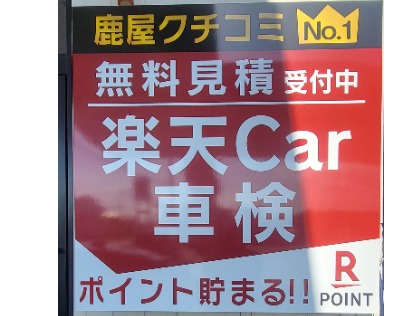 鹿屋クチコミ No.1
無料見積 受付中
楽天Car
車検
ポイント貯まる!!
R
POINT